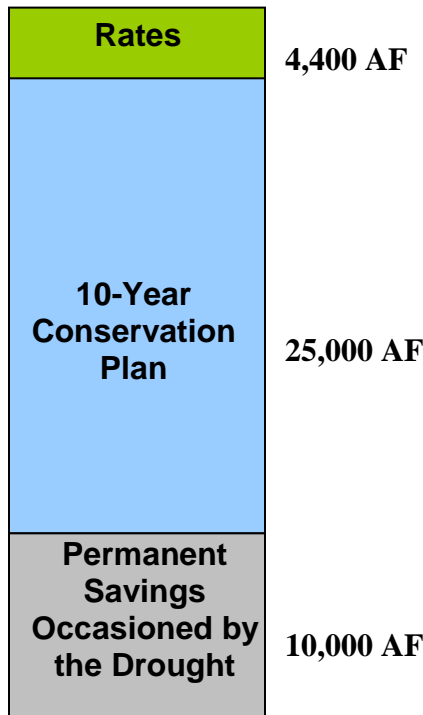 Rates
4,400 AF
10-Year
Conservation
Plan
25,000 AF
Permanent
Savings
Occasioned by
the Drought
10,000 AF